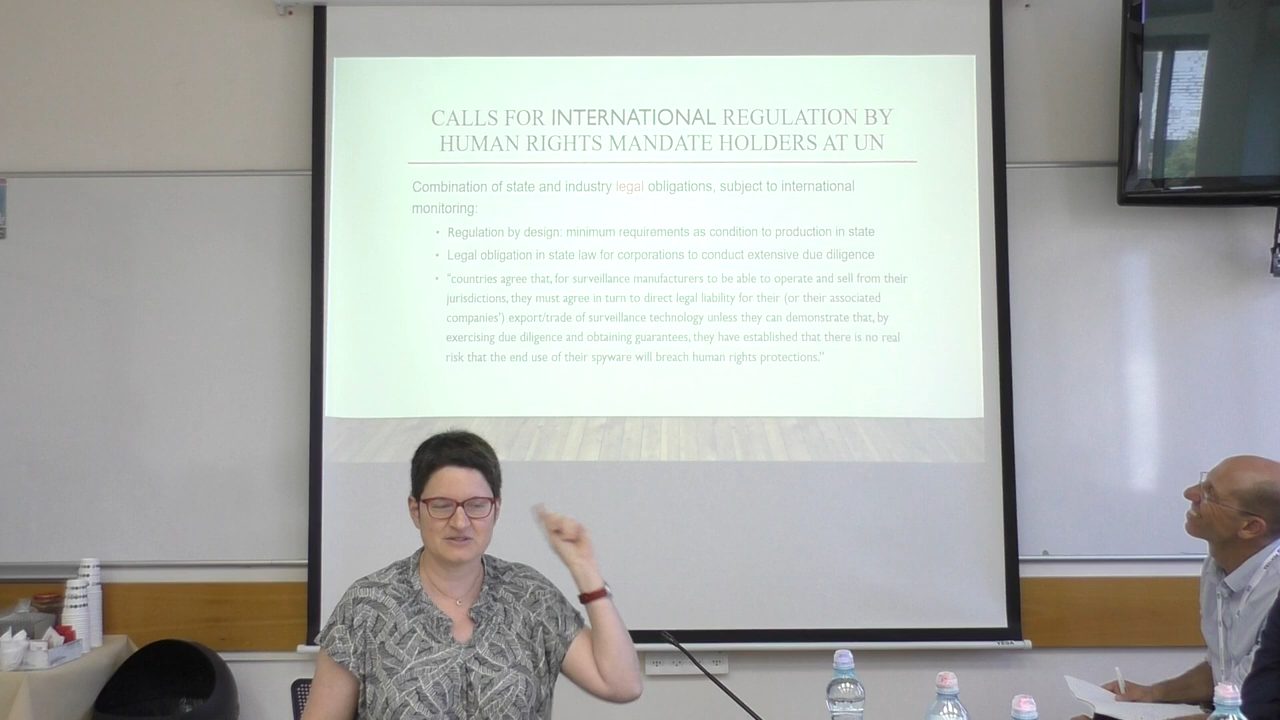 CALLS FOR INTERNATIONAL REGULATION BY
HUMAN RIGHTS MANDATE HOLDERS AT UN
Combination of state and industry legal obligations, subject to international
monitoring:
• Regulation by design: minimum requirements as condition to production in state
• Legal obligation in state law for corporations to conduct extensive due diligence
• "countries agree that, for surveillance manufacturers to be able to operate and sell from their
jurisdictions, they must agree in turn to direct legal liability for their (or their associated
companies') export/trade of surveillance technology unless they can demonstrate that, by
exercising due diligence and obtaining guarantees, they have established that there is no real
risk that the end use of their spyware will breach human rights protections."